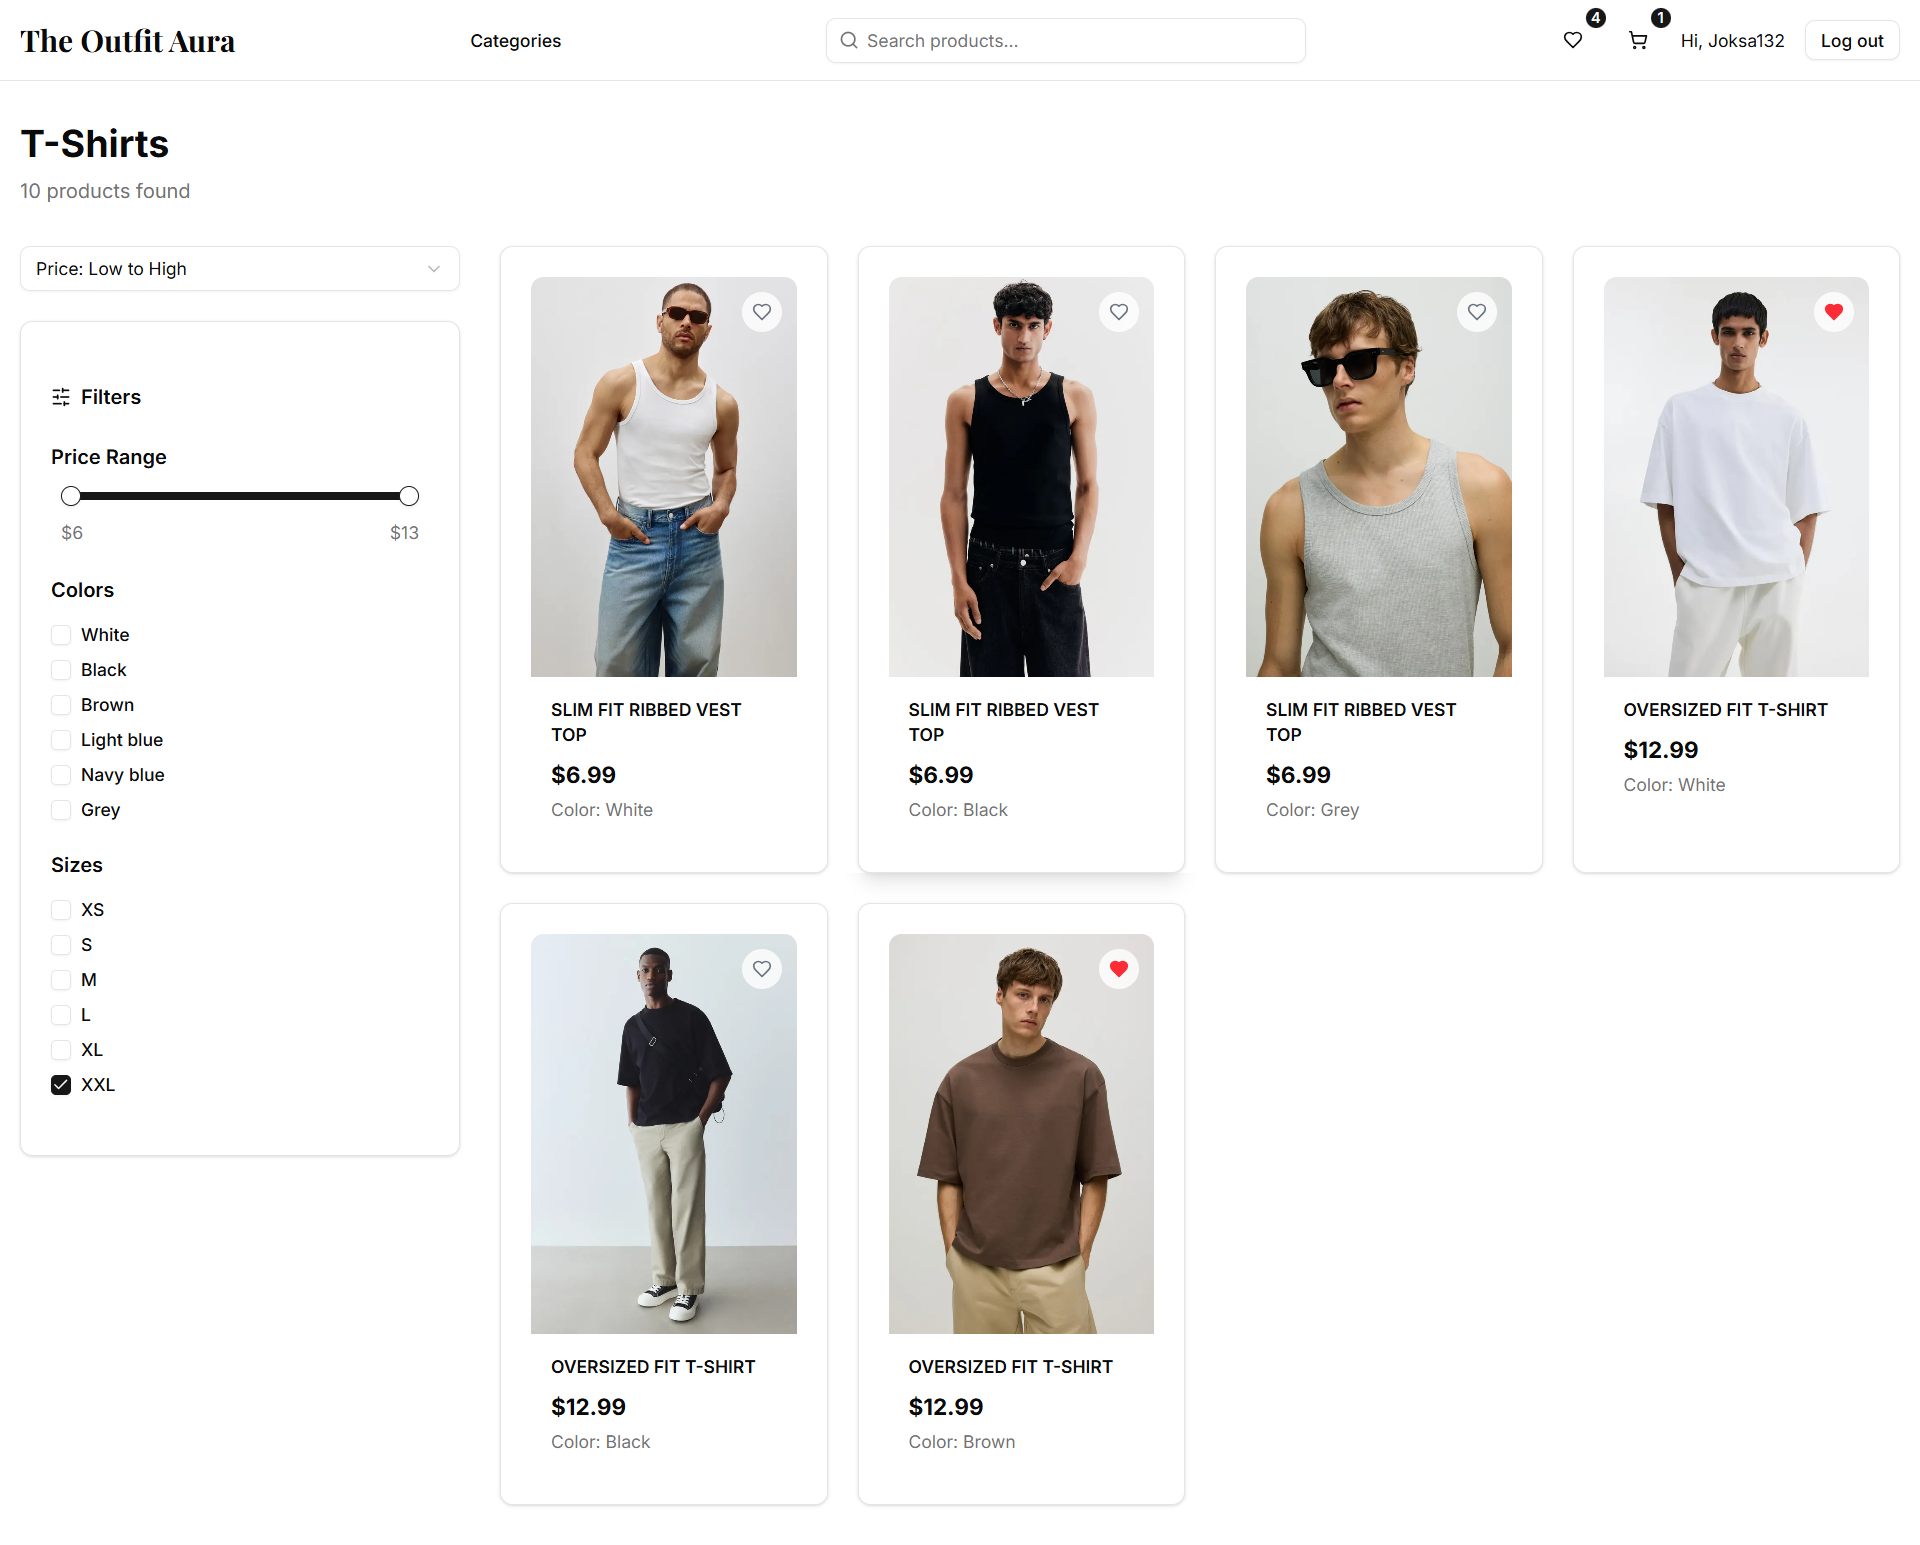 The Outfit Aura
Categories
Search products...
4
1
Hi, Joksa132
Log out
T-Shirts
10 products found
Price: Low to High
Filters
Price Range
$6
$13
Colors
White
Black
Brown
Light blue
Navy blue
Grey
Sizes
XS
S
M
L
XL
XXL
SLIM FIT RIBBED VEST
TOP
$6.99
Color: White
SLIM FIT RIBBED VEST
TOP
$6.99
Color: Black
SLIM FIT RIBBED VEST
TOP
$6.99
Color: Grey
OVERSIZED FIT T-SHIRT
$12.99
Color: White
OVERSIZED FIT T-SHIRT
$12.99
Color: Black
OVERSIZED FIT T-SHIRT
$12.99
Color: Brown